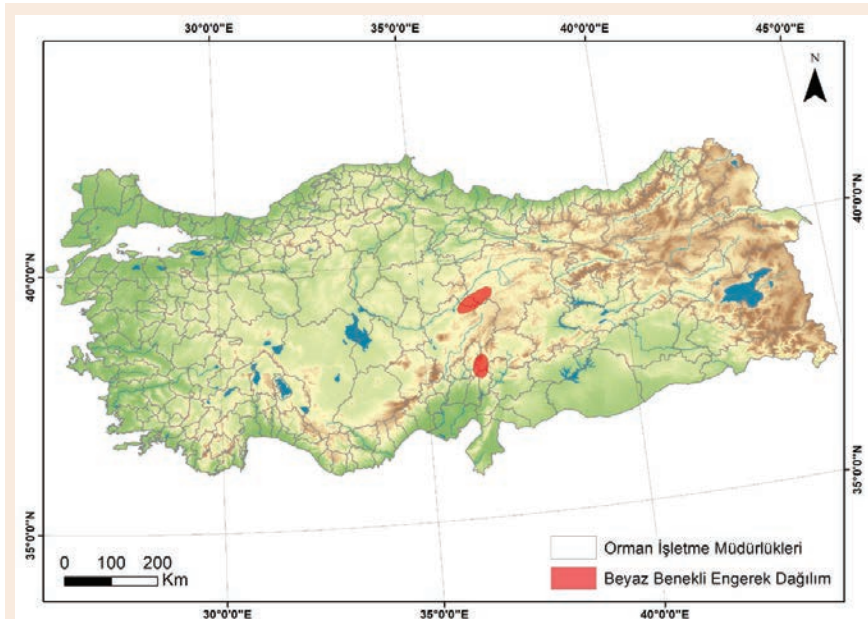 30°0'0"E 35°0'0"E 40°0'0"E 45°0'0"E
N
40°0'0"N
40°0'0"N
35°0'0"N
35°0'0"N
0 100 200
Km
Orman İşletme Müdürlükleri
Beyaz Benekli Engerek Dağılım
30°0'0"E 35°0'0"E 40°0'0"E